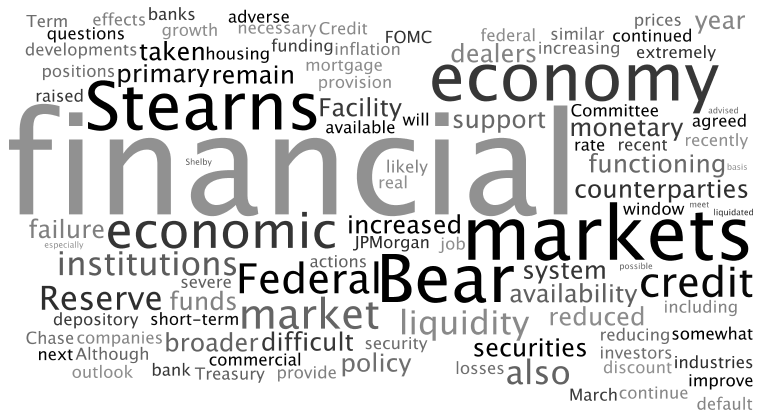 Term effects banks adverse prices year
questions growth necessary Credit FOMC federal similar continued
developments taken housing funding inflation dealers increasing extremely
positions primary remain mortgage provision economy
raised Stearns Facility available will support Committee advised
monetary agreed
rate recent recently
financial Shelby likely real functioning basis
counterparties
failure economic increased window meet liquidated
especially JPMorgan job markets
institutions actions system possible
severe Federal Bear credit
Reserve funds availability including
depository short-term market liquidity reduced
Chase companies broader difficult security reducing somewhat
next Although securities investors
commercial losses discount industries
outlook bank Treasury provide policy also improve
March continue default